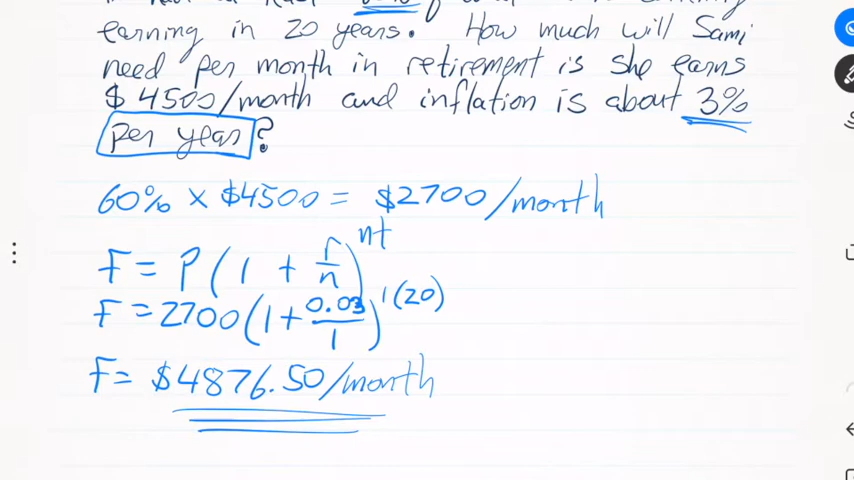 earning in 20 years. How much will Sami
need per month in retirement is she earns
$4500/month and inflation is about 3%
per year?
60% × $4500 = $2700/month
F = P(1 + r/n)^nt
F = 2700(1 + 0.03/1)^1(20)
F = $4876.50/month